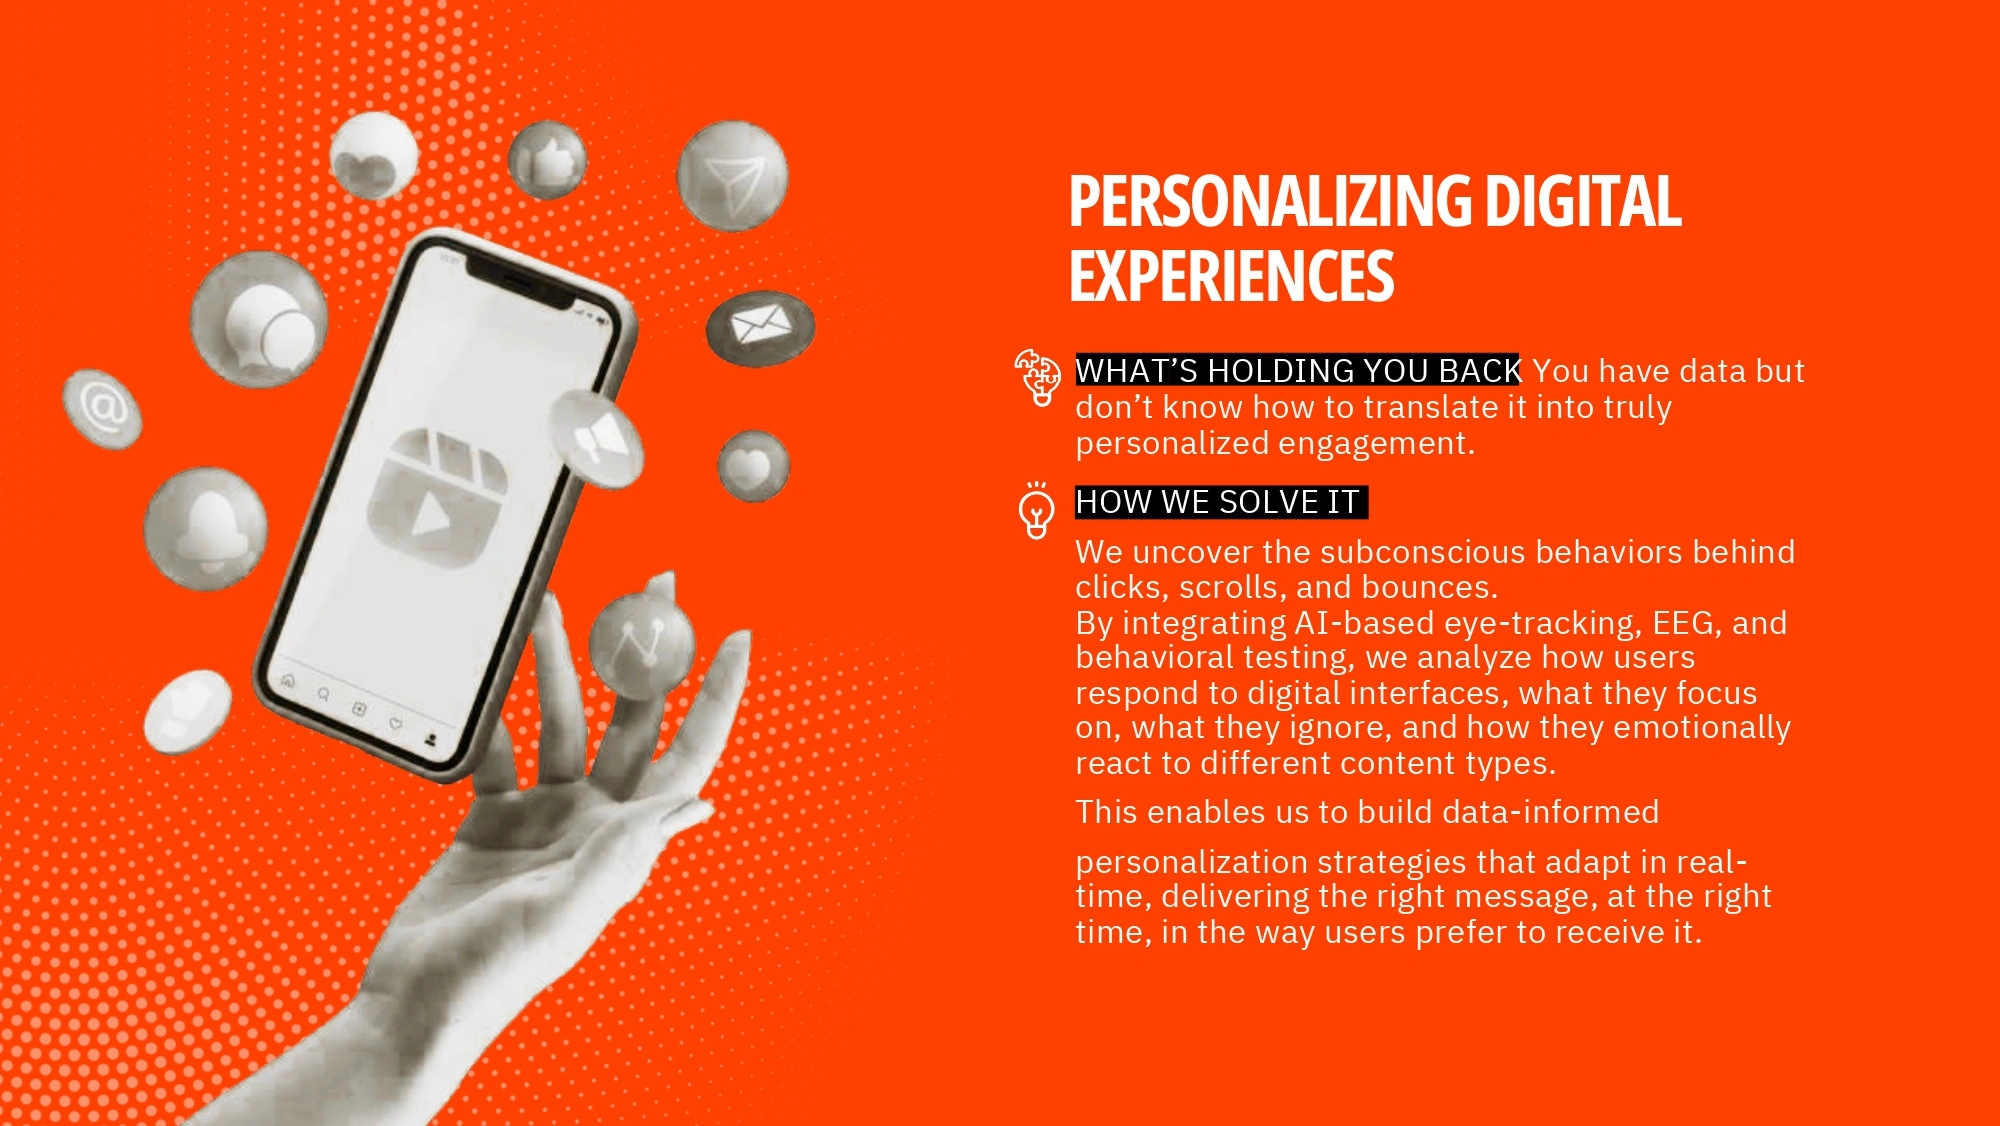 PERSONALIZING DIGITAL
EXPERIENCES
WHAT’S HOLDING YOU BACK You have data but
don’t know how to translate it into truly
personalized engagement.
HOW WE SOLVE IT
We uncover the subconscious behaviors behind
clicks, scrolls, and bounces.
By integrating AI-based eye-tracking, EEG, and
behavioral testing, we analyze how users
respond to digital interfaces, what they focus
on, what they ignore, and how they emotionally
react to different content types.
This enables us to build data-informed
personalization strategies that adapt in real-
time, delivering the right message, at the right
time, in the way users prefer to receive it.
@